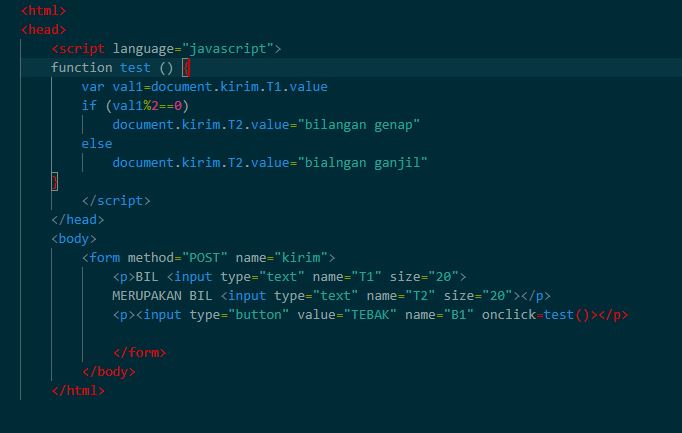 <html>
<head>
<script language="javascript">
function test () {
var val1=document.kirim.T1.value
if (val1%2==0)
document.kirim.T2.value="bilangan genap"
else
document.kirim.T2.value="bialngan ganjil"
}
</script>
</head>
<body>
<form method="POST" name="kirim">
<p>BIL <input type="text" name="T1" size="20">
MERUPAKAN BIL <input type="text" name="T2" size="20"></p>
<p><input type="button" value="TEBAK" name="B1" onclick=test()></p>
</form>
</body>
</html>